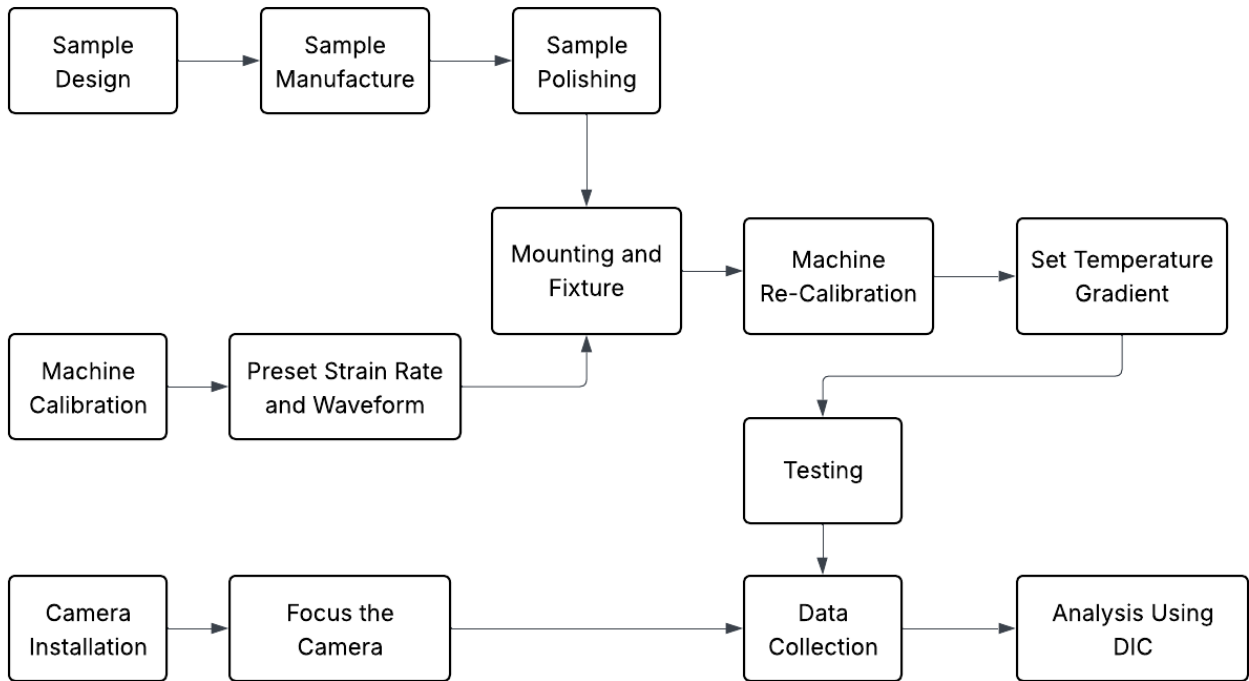 Sample
Design
Sample
Manufacture
Sample
Polishing
Mounting and
Fixture
Machine
Re-Calibration
Set Temperature
Gradient
Machine
Calibration
Preset Strain Rate
and Waveform
Testing
Camera
Installation
Focus the
Camera
Data
Collection
Analysis Using
DIC